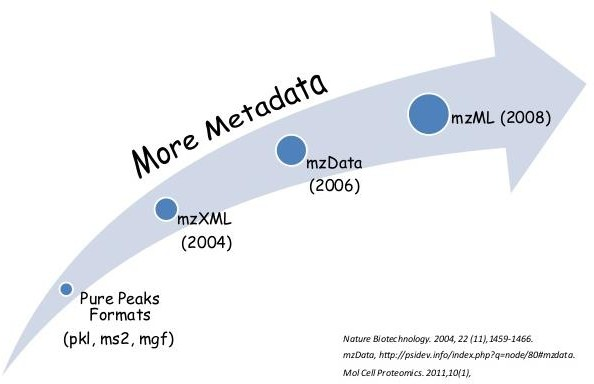 More Metadata
mzML (2008)
mzData
(2006)
mzXML
(2004)
Pure Peaks
Formats
(pkl, ms2, mgf)
Nature Biotechnology. 2004, 22 (11),1459-1466.
mzData, http://psidev.info/index.php?q=node/80#mzdata.
Mol Cell Proteomics. 2011,10(1),